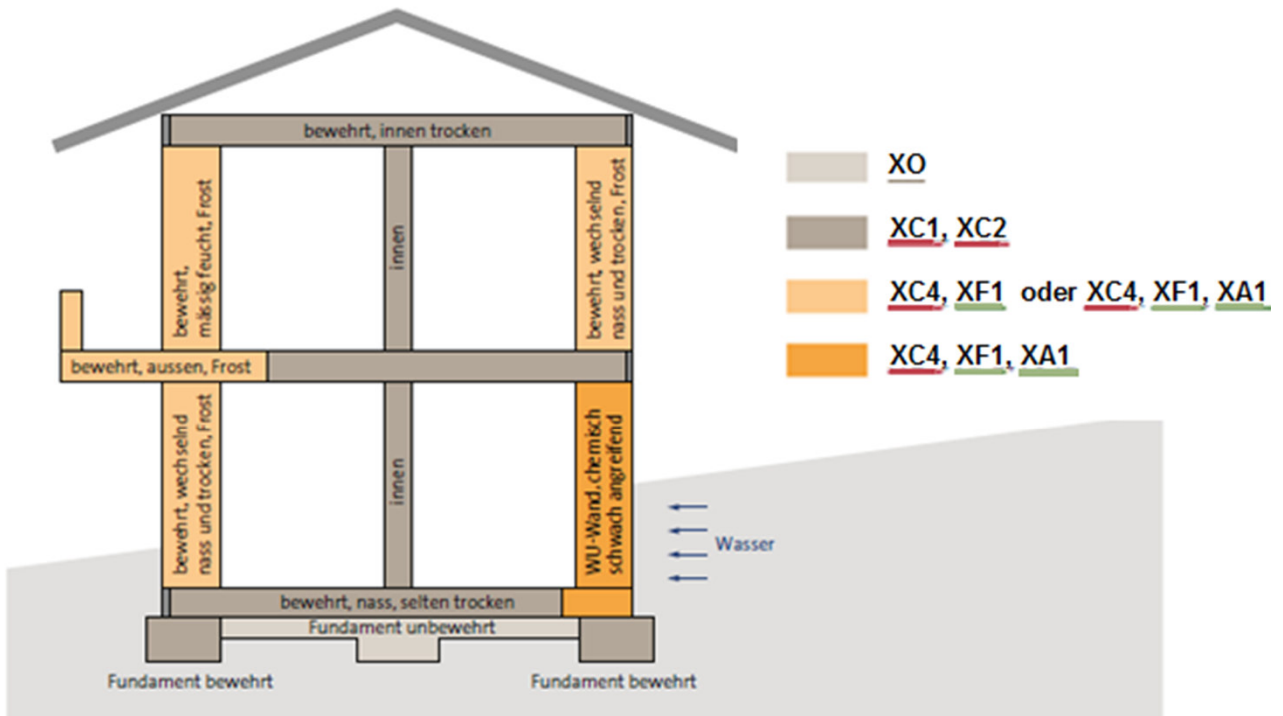 bewehrt, innen trocken
bewehrt,
mässig feucht, Frost
innen
bewehrt, wechselnd
nass und trocken, Frost
bewehrt, aussen, Frost
bewehrt, wechselnd
nass und trocken, Frost
innen
WU-Wand, chemisch
schwach angreifend
Wasser
bewehrt, nass, selten trocken
Fundament unbewehrt
Fundament bewehrt
Fundament bewehrt
XO
XC1, XC2
XC4, XF1 oder XC4, XF1, XA1
XC4, XF1, XA1